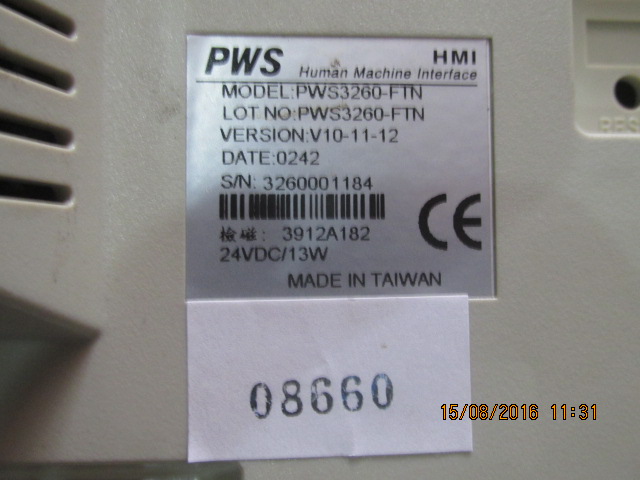 PWS HMI
Human Machine Interface
MODEL:PWS3260-FTN
LOT NO:PWS3260-FTN
VERSION:V10-11-12
DATE:0242
S/N: 3260001184
檢磁: 3912A182
24VDC/13W
CE
MADE IN TAIWAN
08660
15/08/2016 11:31